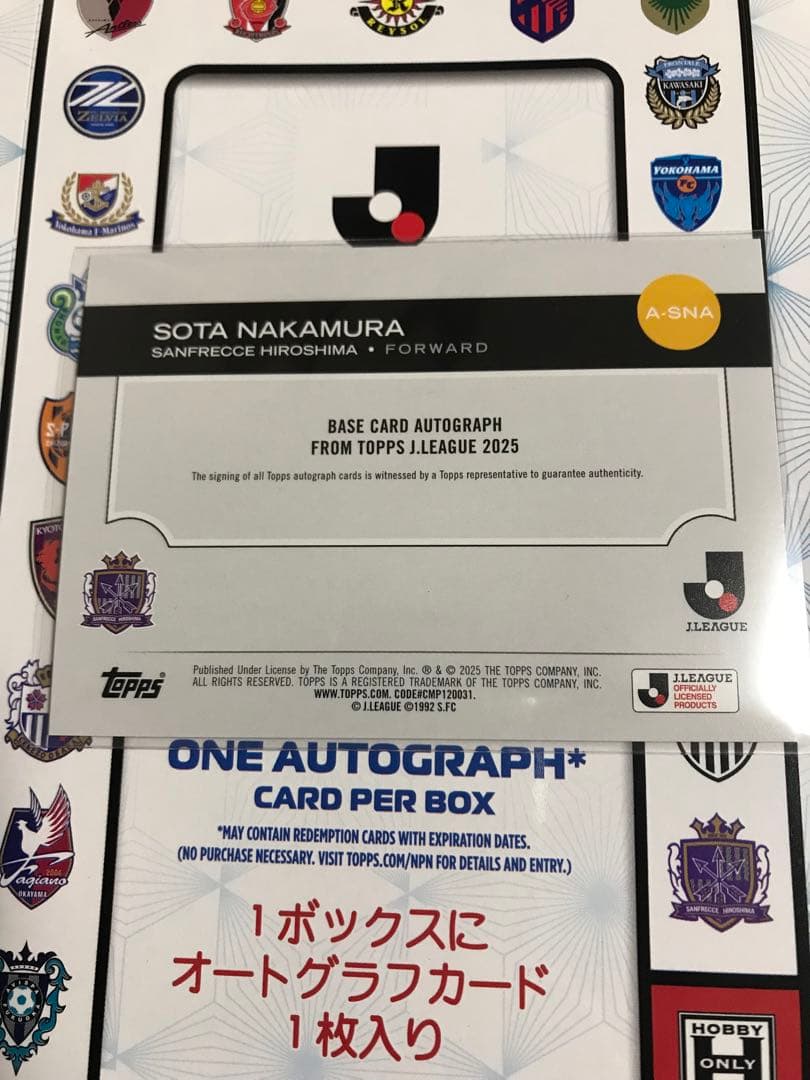 REYSOL
ZELVIA
FRONTALE
KAWASAKI
Yokohama F·Marinos
YOKOHAMA
FC
SOTA NAKAMURA
A-SNA
SANFRECCE HIROSHIMA • FORWARD
S-P
BASE CARD AUTOGRAPH
FROM TOPPS J.LEAGUE 2025
The signing of all Topps autograph cards is witnessed by a Topps representative to guarantee authenticity.
KYOTO
SANFRECCE HIROSHIMA
J.LEAGUE
topps®
Published Under License by The Topps Company, Inc. ® & © 2025 THE TOPPS COMPANY, INC.
ALL RIGHTS RESERVED. TOPPS IS A REGISTERED TRADEMARK OF THE TOPPS COMPANY, INC.
WWW.TOPPS.COM. CODE#CMP120031.
© J.LEAGUE ©1992 S.FC
J.LEAGUE
OFFICIALLY
LICENSED
PRODUCTS
ONE AUTOGRAPH*
CARD PER BOX
*MAY CONTAIN REDEMPTION CARDS WITH EXPIRATION DATES.
(NO PURCHASE NECESSARY. VISIT TOPPS.COM/NPN FOR DETAILS AND ENTRY.)
Fagiano
2004
OKAYAMA
SANFRECCE HIROSHIMA
1ボックスに
オートグラフカード
1枚入り
HOBBY
ONLY